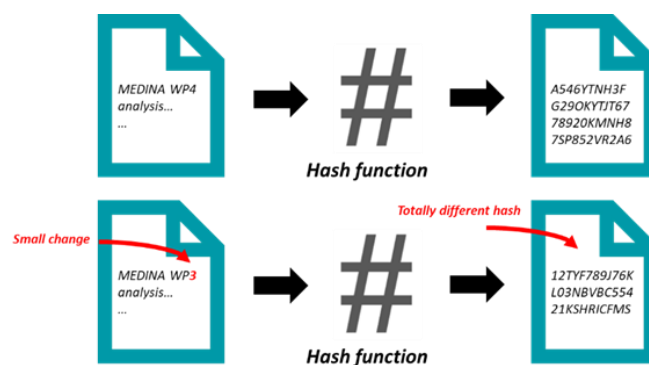 MEDINA WP4
analysis...
...
Hash function
A546YTNH3F
G29OKYTJT67
78920KMNH8
7SP852VR2A6
Small change
MEDINA WP3
analysis...
...
Hash function
Totally different hash
12TYF789J76K
L03NBVBC554
21KSHRICFMS